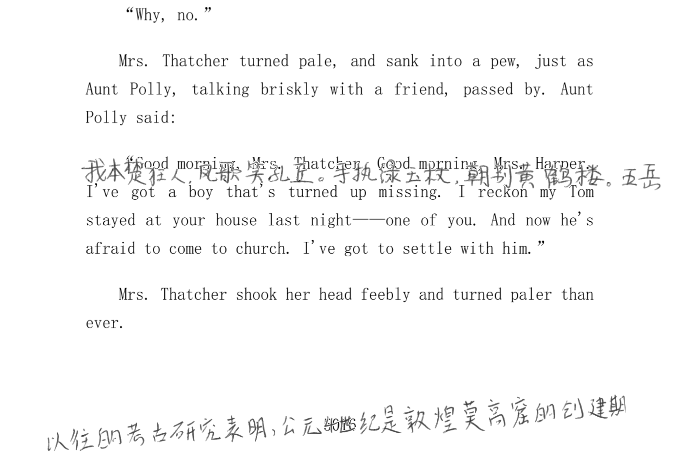 “Why, no.”
Mrs. Thatcher turned pale, and sank into a pew, just as
Aunt Polly, talking briskly with a friend, passed by. Aunt
Polly said:
“Good morning, Mrs. Thatcher. Good morning, Mrs. Harper.
我本楚狂人,凤歌笑孔丘。手执绿玉杖,朝别黄鹤楼。五岳
I've got a boy that's turned up missing. I reckon my Tom
stayed at your house last night——one of you. And now he's
afraid to come to church. I've got to settle with him.”
Mrs. Thatcher shook her head feebly and turned paler than
ever.
以往的考古研究表明,公元 世纪是敦煌莫高窟的创建期